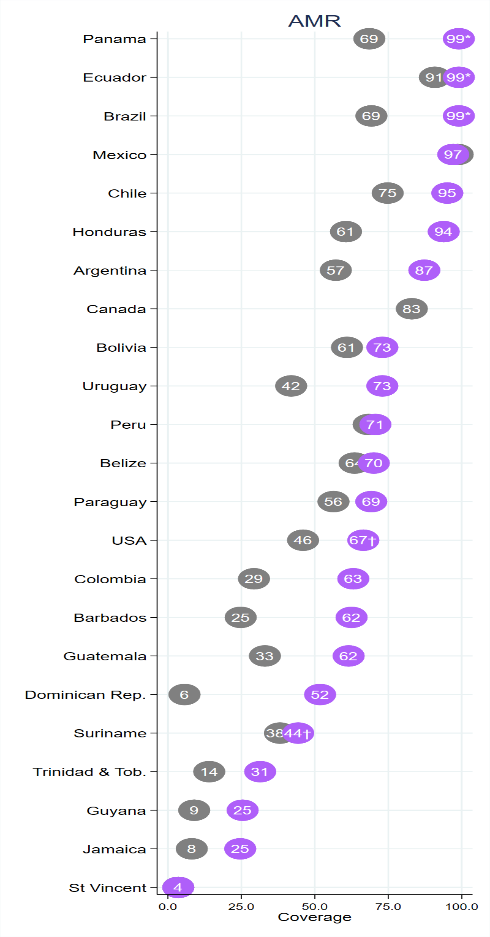 AMR
Panama 69 99*
Ecuador 91 99*
Brazil 69 99*
Mexico 97
Chile 75 95
Honduras 61 94
Argentina 57 87
Canada 83
Bolivia 61 73
Uruguay 42 73
Peru 71
Belize 64 70
Paraguay 56 69
USA 46 67†
Colombia 29 63
Barbados 25 62
Guatemala 33 62
Dominican Rep. 6 52
Suriname 38 44†
Trinidad & Tob. 14 31
Guyana 9 25
Jamaica 8 25
St Vincent 4
0.0 25.0 50.0 75.0 100.0
Coverage